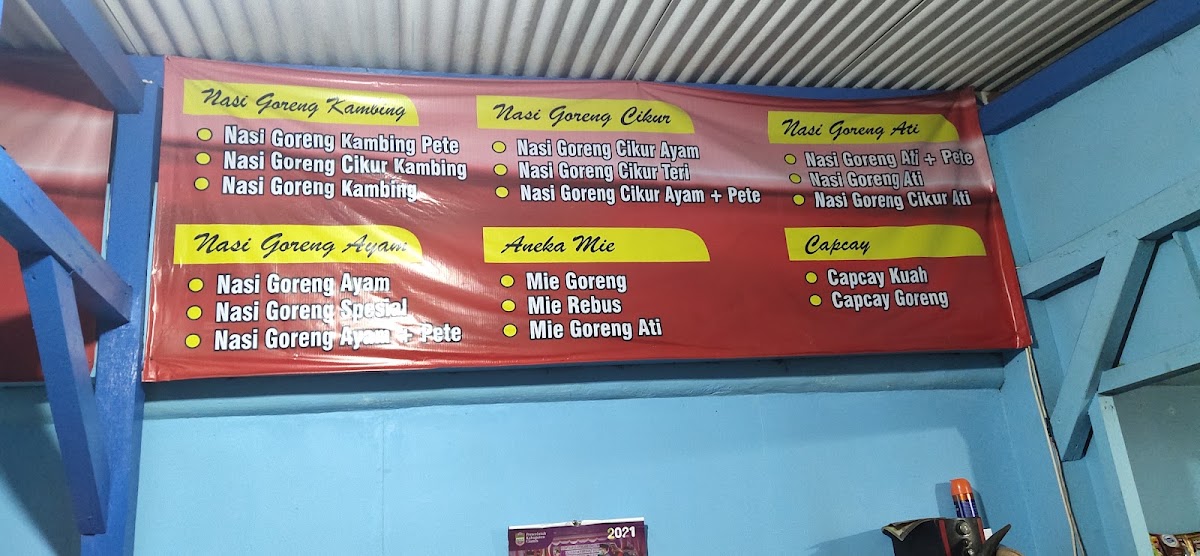 Nasi Goreng Kambing
Nasi Goreng Kambing Pete
Nasi Goreng Cikur Kambing
Nasi Goreng Kambing
Nasi Goreng Cikur
Nasi Goreng Cikur Ayam
Nasi Goreng Cikur Teri
Nasi Goreng Cikur Ayam + Pete
Nasi Goreng Ati
Nasi Goreng Ati + Pete
Nasi Goreng Ati
Nasi Goreng Cikur Ati
Nasi Goreng Ayam
Nasi Goreng Ayam
Nasi Goreng Spesial
Nasi Goreng Ayam + Pete
Aneka Mie
Mie Goreng
Mie Rebus
Mie Goreng Ati
Capcay
Capcay Kuah
Capcay Goreng
2021